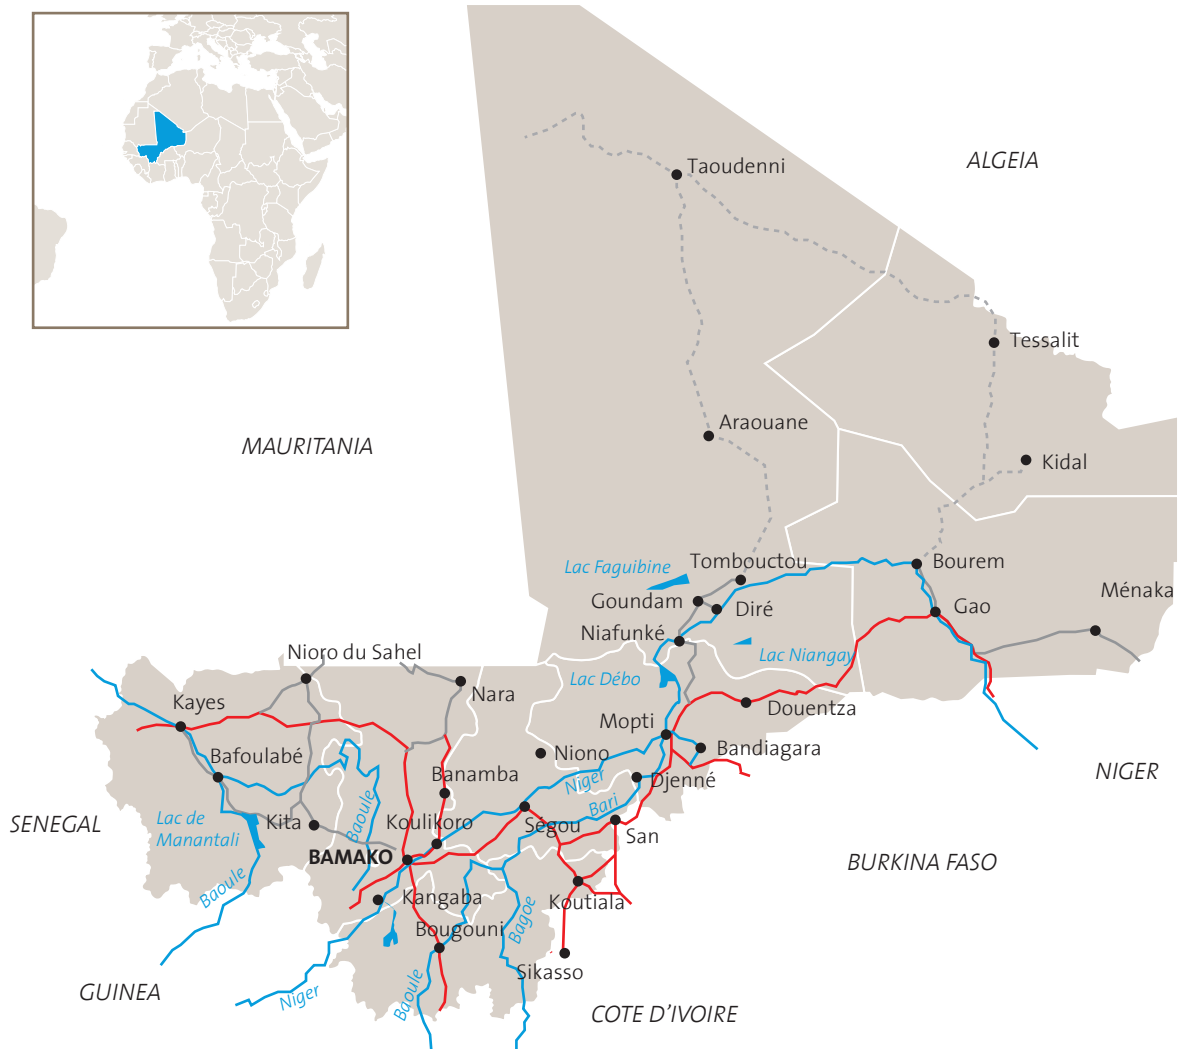 Taoudenni
ALGEIA
Tessalit
Araouane
MAURITANIA
Kidal
Lac Faguibine
Tombouctou
Bourem
Ménaka
Goundam
Diré
Gao
Niafunké
Nioro du Sahel
Lac Niangay
Lac Débo
Nara
Kayes
Douentza
Mopti
Bandiagara
Bafoulabé
Niono
Banamba
Niger
Djenné
NIGER
Baoule
Bari
SENEGAL
Lac de
Manantali
Kita
Koulikoro
Ségou
San
BAMAKO
BURKINA FASO
Baoule
Kangaba
Koutiala
Bougouni
Bagoe
Sikasso
GUINEA
Niger
Baoule
COTE D'IVOIRE